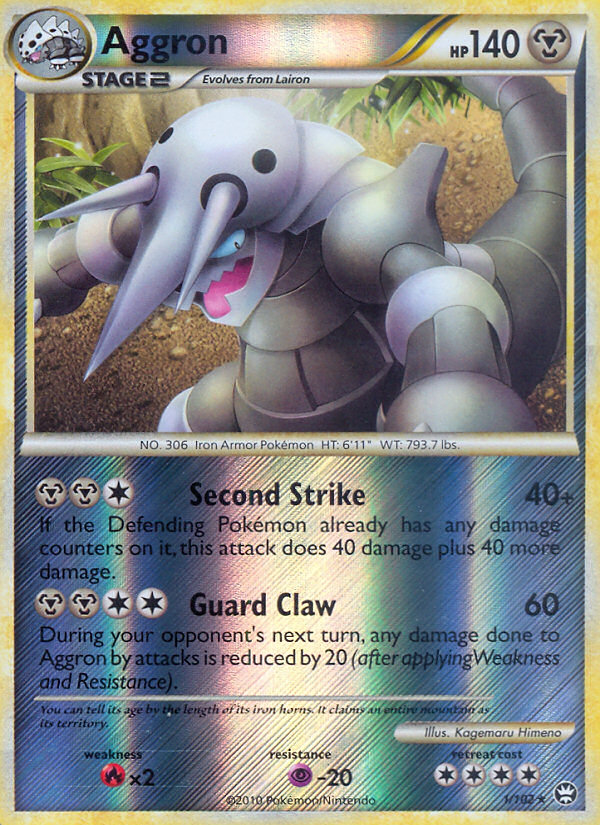 Aggron HP 140
STAGE 2 Evolves from Lairon
NO. 306 Iron Armor Pokémon HT: 6'11" WT: 793.7 lbs.
Second Strike 40+
If the Defending Pokémon already has any damage
counters on it, this attack does 40 damage plus 40 more
damage.
Guard Claw 60
During your opponent's next turn, any damage done to
Aggron by attacks is reduced by 20 (after applying Weakness
and Resistance).
You can tell its age by the length of its iron horns. It claims an entire mountain as
its territory.
Illus. Kagemaru Himeno
weakness resistance retreat cost
x2 -20
©2010 Pokémon/Nintendo 1/102 ★